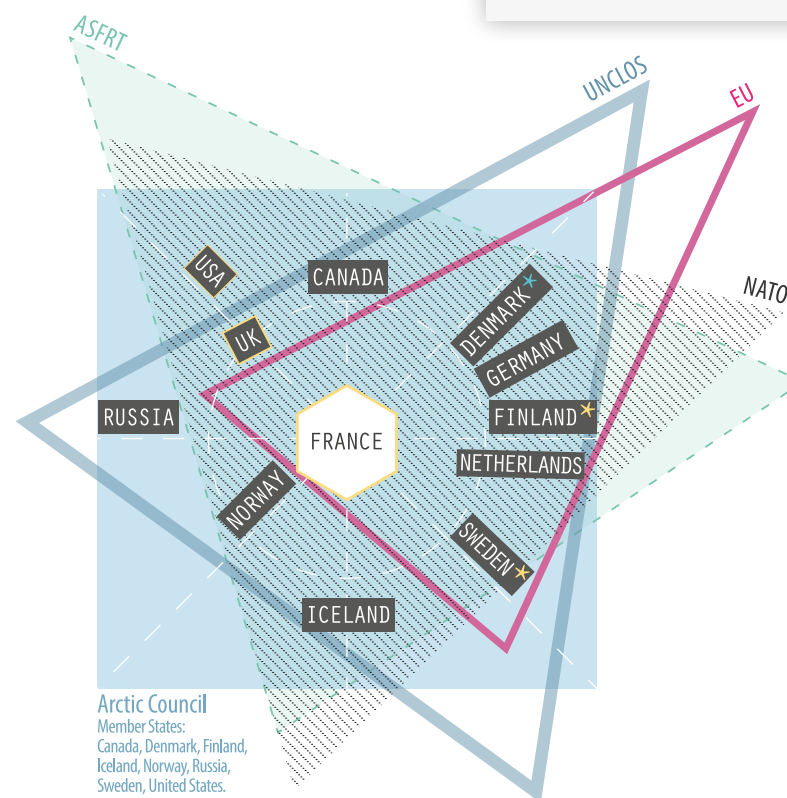 ASFRT
UNCLOS
EU
NATO
USA
CANADA
DENMARK*
UK
GERMANY
RUSSIA
FINLAND*
FRANCE
NETHERLANDS
NORWAY
SWEDEN*
ICELAND
Arctic Council
Member States:
Canada, Denmark, Finland,
Iceland, Norway, Russia,
Sweden, United States.